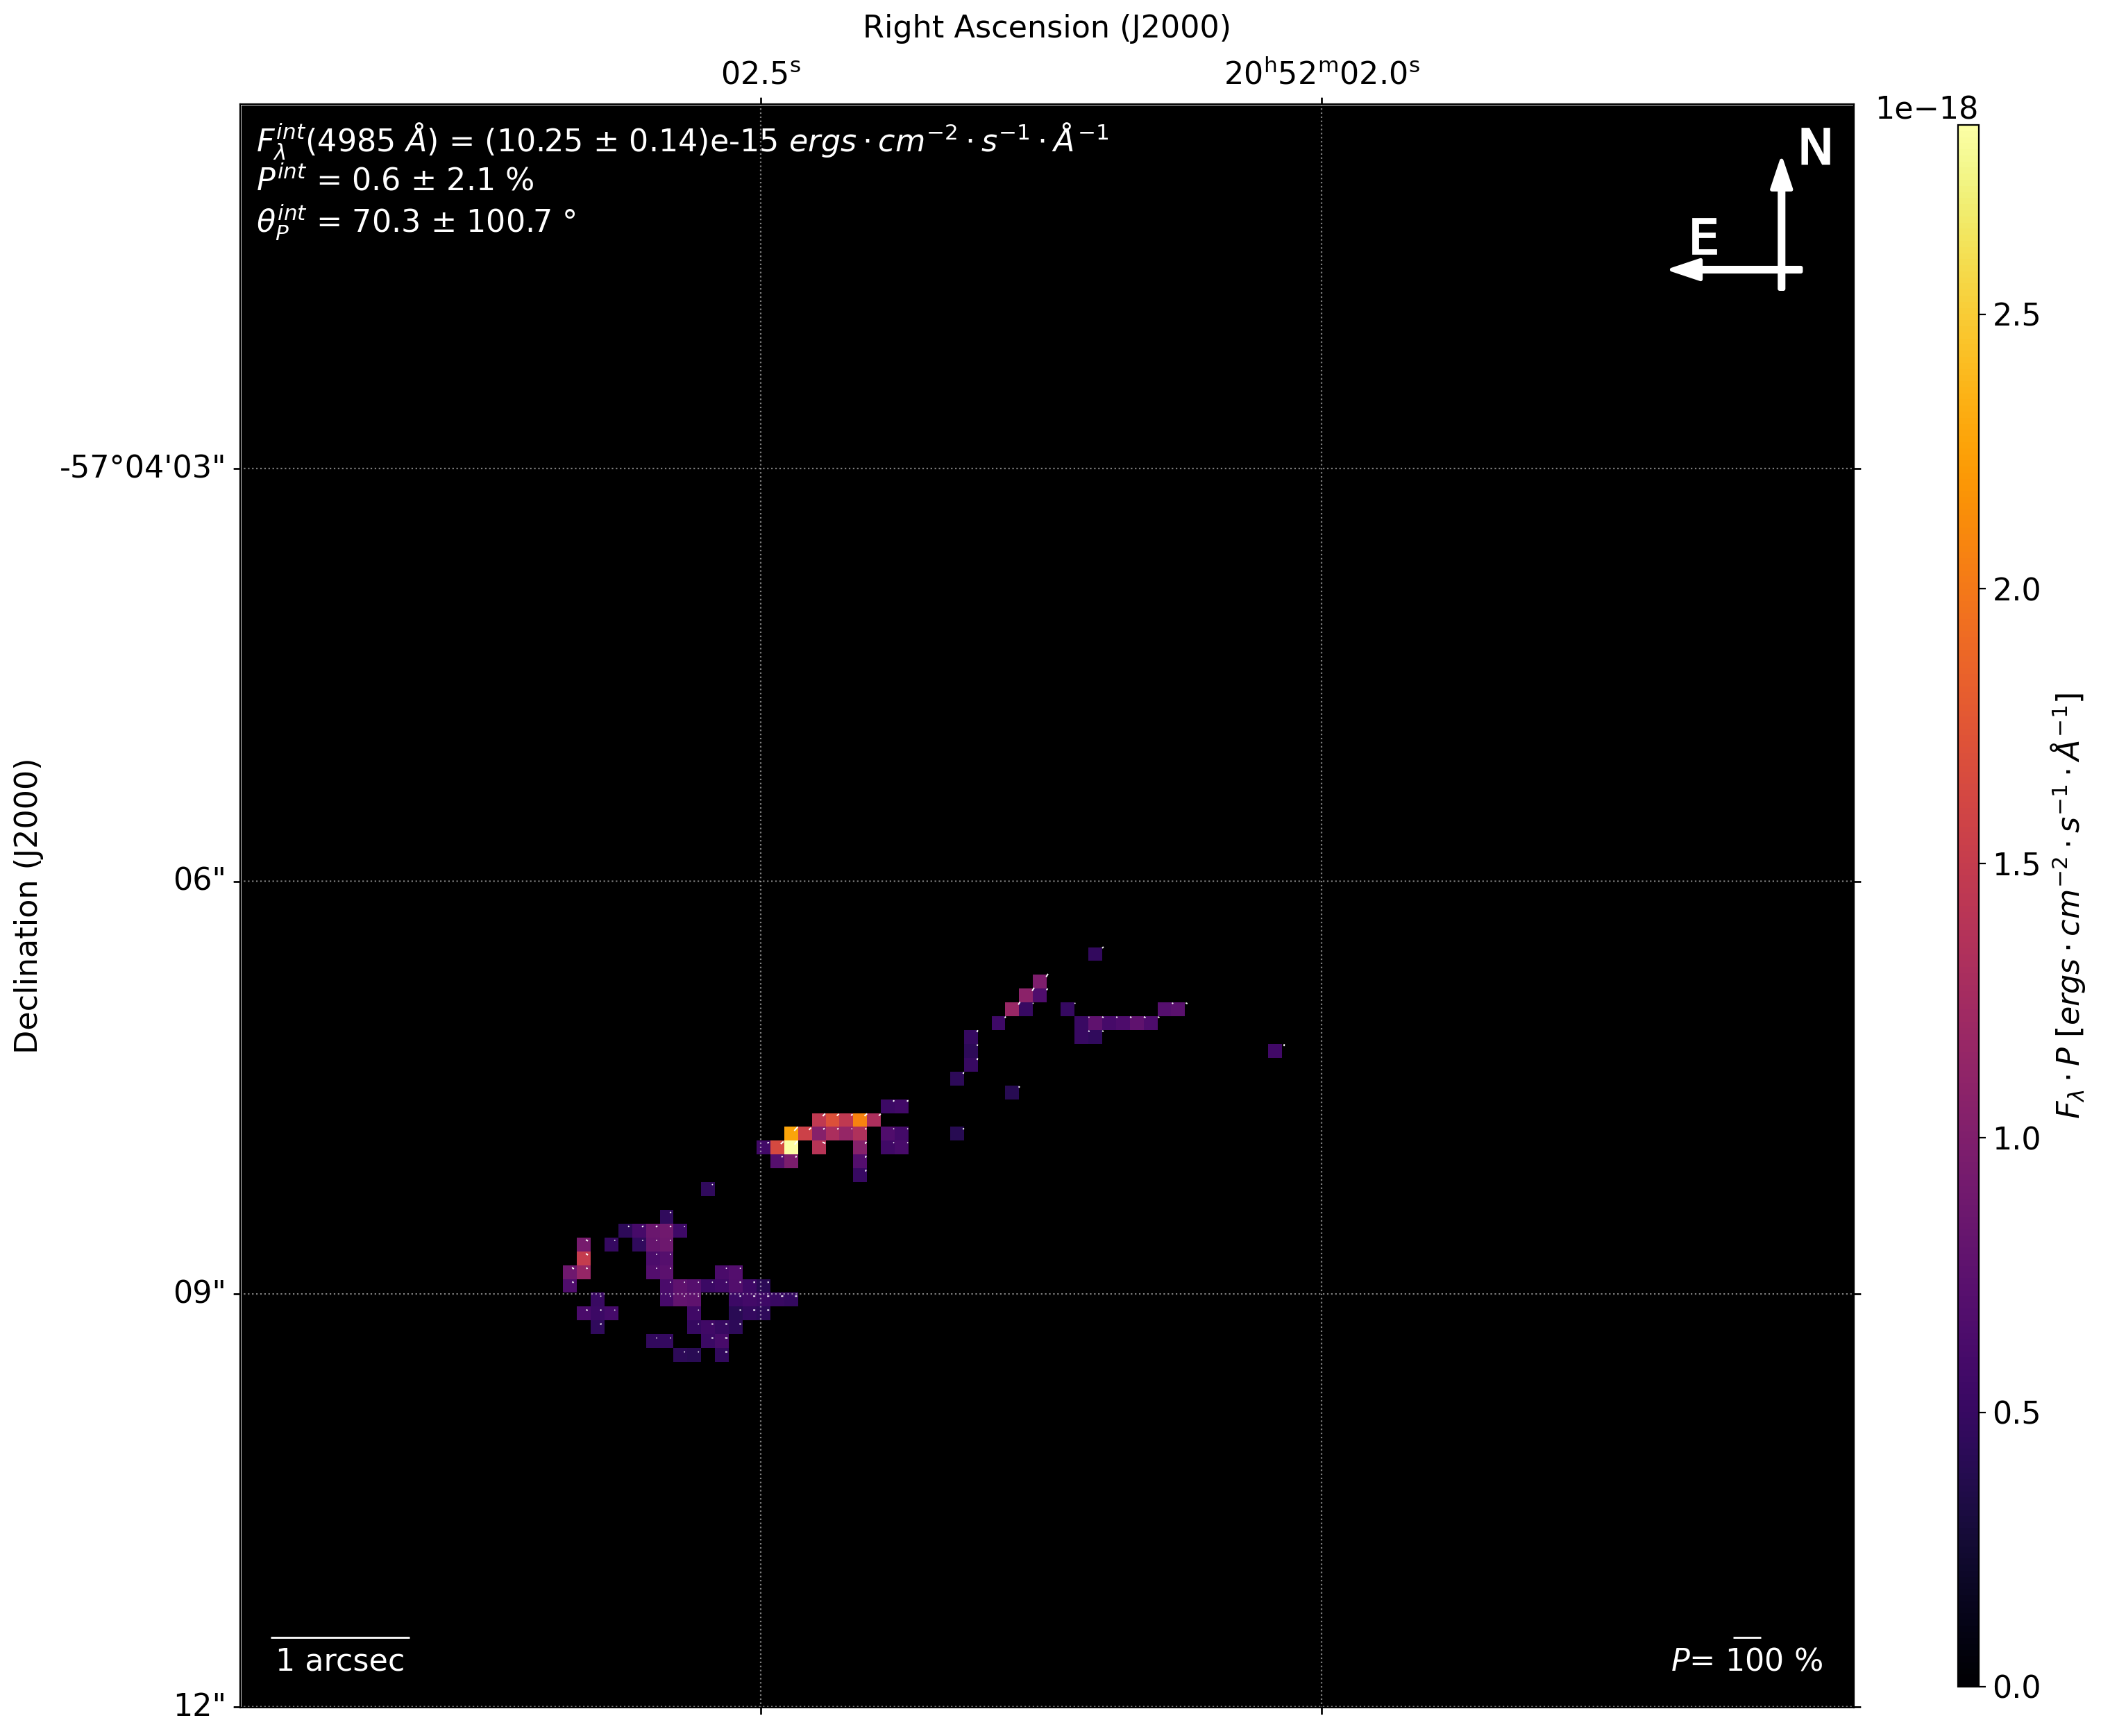 Right Ascension (J2000)
02.5ˢ 20ʰ52ᵐ02.0ˢ
1e−18
F_λ^int(4985 Å) = (10.25 ± 0.14)e-15 ergs · cm⁻² · s⁻¹ · Å⁻¹
P^int = 0.6 ± 2.1 %
θ_P^int = 70.3 ± 100.7 °
N
E
-57°04'03"
06"
09"
12"
Declination (J2000)
1 arcsec
P= 100 %
2.5
2.0
1.5
1.0
0.5
0.0
F_λ · P [ergs · cm⁻² · s⁻¹ · Å⁻¹]